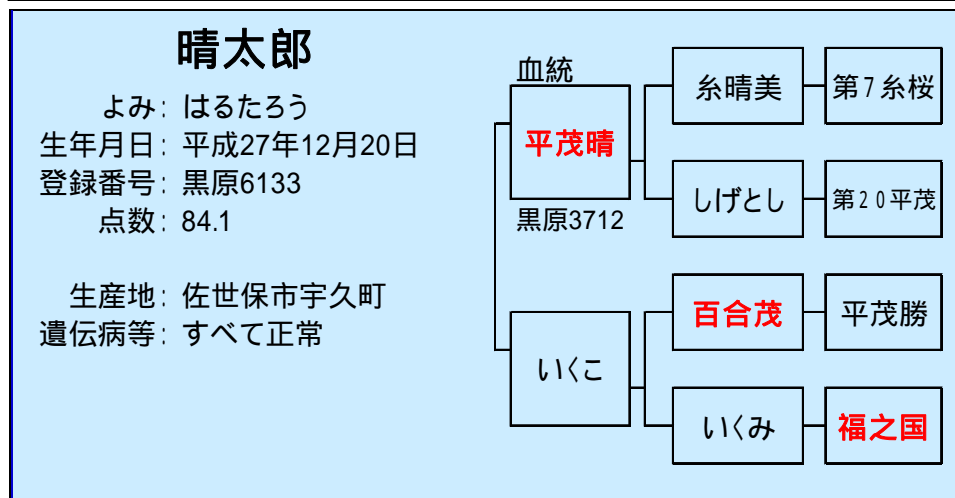 晴太郎
よみ: はるたろう
生年月日: 平成27年12月20日
登録番号: 黒原6133
点数: 84.1
生産地: 佐世保市宇久町
遺伝病等: すべて正常
血統
平茂晴
黒原3712
糸晴美
第7糸桜
しげとし
第20平茂
いくこ
百合茂
平茂勝
いくみ
福之国